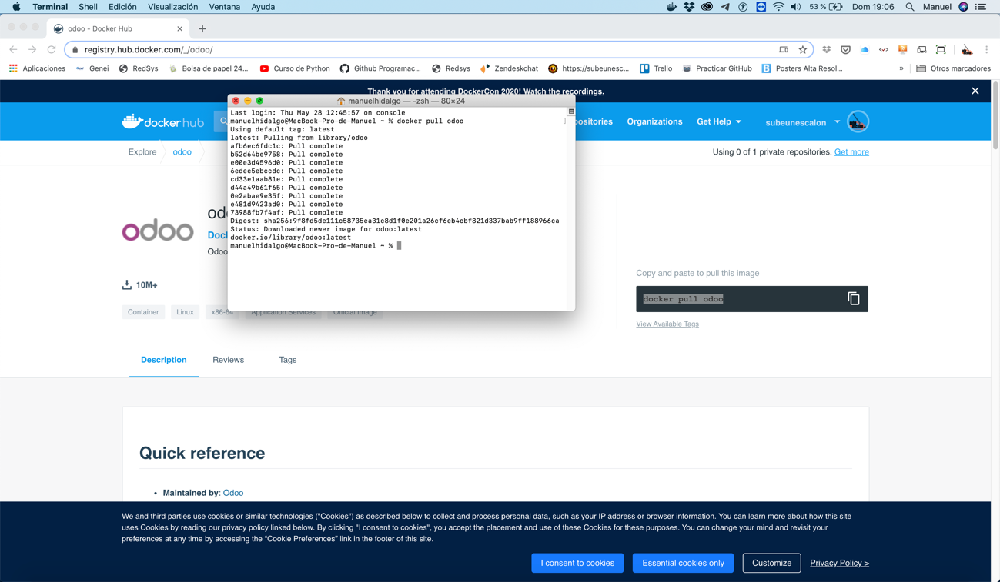 Terminal Shell Edición Visualización Ventana Ayuda 53 % Dom 19:06 Manuel
odoo - Docker Hub
registry.hub.docker.com/_/odoo/
Aplicaciones Genei RedSys Bolsa de papel 24... Curso de Python Github Programac... Redsys Zendeskchat https://subeunesc... Trello Practicar GitHub Posters Alta Resol... » Otros marcadores
Thank you for attending DockerCon 2020! Watch the recordings.
manuelhidalgo — -zsh — 80×24
Last login: Thu May 28 12:45:57 on console
manuelhidalgo@MacBook-Pro-de-Manuel ~ % docker pull odoo
Using default tag: latest
latest: Pulling from library/odoo
afb6ec6fdc1c: Pull complete
b52d64be9758: Pull complete
e00e3d4596d0: Pull complete
6edee5ebccdc: Pull complete
cd33e1aab81e: Pull complete
d44a49b61f65: Pull complete
0e2abae9e35f: Pull complete
e481d9423ad0: Pull complete
73988fb7f4af: Pull complete
Digest: sha256:9f8fd5de111c58735ea31c8d1f0e201a26cf6eb4cbf821d337bab9ff188966ca
Status: Downloaded newer image for odoo:latest
docker.io/library/odoo:latest
manuelhidalgo@MacBook-Pro-de-Manuel ~ %
docker hub positories Organizations Get Help subeunescalon
Explore odoo Using 0 of 1 private repositories. Get more
odoo od
Doc
Odoo
10M+
Container Linux x86-64 Application Services Official Image
Copy and paste to pull this image
docker pull odoo
View Available Tags
Description Reviews Tags
Quick reference
• Maintained by: Odoo
We and third parties use cookies or similar technologies ("Cookies") as described below to collect and process personal data, such as your IP address or browser information. You can learn more about how this site
uses Cookies by reading our privacy policy linked below. By clicking "I consent to cookies", you accept the placement and use of these Cookies for these purposes. You can change your mind and revisit your
preferences at any time by accessing the “Cookie Preferences” link in the footer of this site.
I consent to cookies Essential cookies only Customize Privacy Policy >